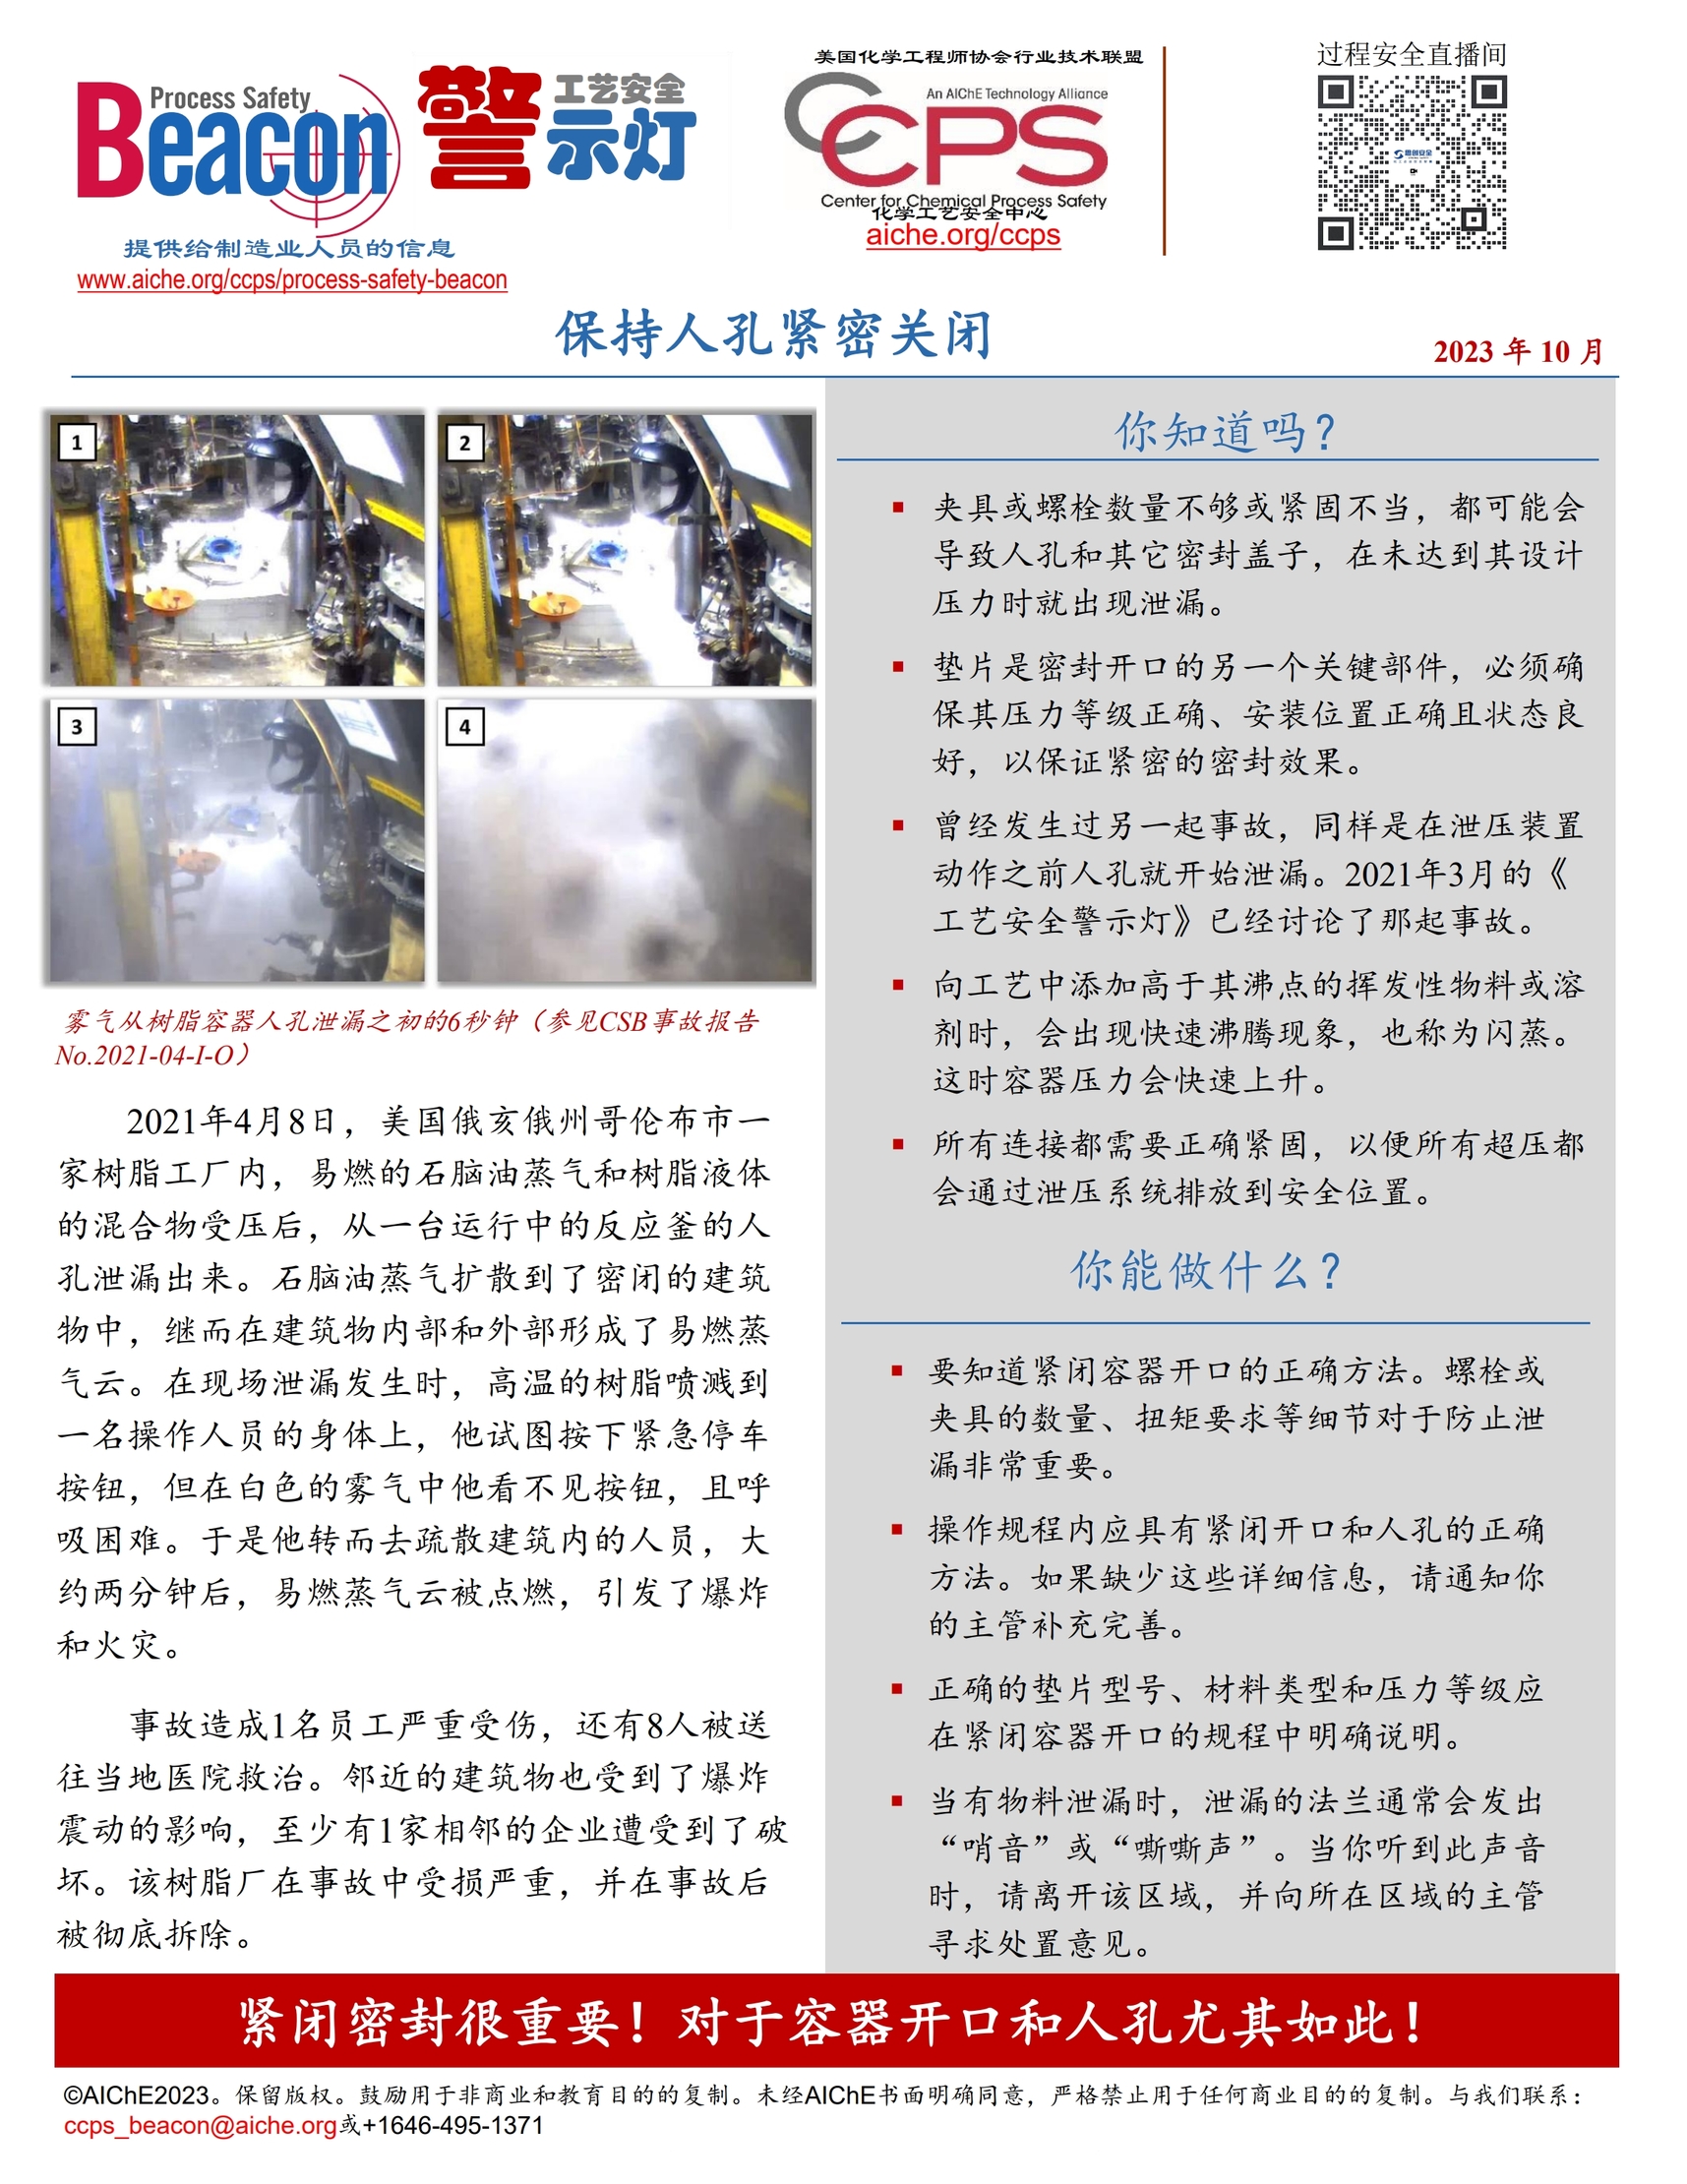 Process Safety
Beacon
警示灯
工艺安全
提供给制造业人员的信息
www.aiche.org/ccps/process-safety-beacon
美国化学工程师协会行业技术联盟
An AIChE Technology Alliance
CCPS
Center for Chemical Process Safety
化学工艺安全中心
aiche.org/ccps
过程安全直播间
保持人孔紧密关闭
2023 年 10 月
1
2
3
4
雾气从树脂容器人孔泄漏之初的6秒钟（参见CSB事故报告
No.2021-04-I-O）
2021年4月8日，美国俄亥俄州哥伦布市一
家树脂工厂内，易燃的石脑油蒸气和树脂液体
的混合物受压后，从一台运行中的反应釜的人
孔泄漏出来。石脑油蒸气扩散到了密闭的建筑
物中，继而在建筑物内部和外部形成了易燃蒸
气云。在现场泄漏发生时，高温的树脂喷溅到
一名操作人员的身体上，他试图按下紧急停车
按钮，但在白色的雾气中他看不见按钮，且呼
吸困难。于是他转而去疏散建筑内的人员，大
约两分钟后，易燃蒸气云被点燃，引发了爆炸
和火灾。
事故造成1名员工严重受伤，还有8人被送
往当地医院救治。邻近的建筑物也受到了爆炸
震动的影响，至少有1家相邻的企业遭受到了破
坏。该树脂厂在事故中受损严重，并在事故后
被彻底拆除。
你知道吗？
▪ 夹具或螺栓数量不够或紧固不当，都可能会
导致人孔和其它密封盖子，在未达到其设计
压力时就出现泄漏。
▪ 垫片是密封开口的另一个关键部件，必须确
保其压力等级正确、安装位置正确且状态良
好，以保证紧密的密封效果。
▪ 曾经发生过另一起事故，同样是在泄压装置
动作之前人孔就开始泄漏。2021年3月的《
工艺安全警示灯》已经讨论了那起事故。
▪ 向工艺中添加高于其沸点的挥发性物料或溶
剂时，会出现快速沸腾现象，也称为闪蒸。
这时容器压力会快速上升。
▪ 所有连接都需要正确紧固，以便所有超压都
会通过泄压系统排放到安全位置。
你能做什么？
▪ 要知道紧闭容器开口的正确方法。螺栓或
夹具的数量、扭矩要求等细节对于防止泄
漏非常重要。
▪ 操作规程内应具有紧闭开口和人孔的正确
方法。如果缺少这些详细信息，请通知你
的主管补充完善。
▪ 正确的垫片型号、材料类型和压力等级应
在紧闭容器开口的规程中明确说明。
▪ 当有物料泄漏时，泄漏的法兰通常会发出
“哨音”或“嘶嘶声”。当你听到此声音
时，请离开该区域，并向所在区域的主管
寻求处置意见。
紧闭密封很重要！对于容器开口和人孔尤其如此！
©AIChE2023。保留版权。鼓励用于非商业和教育目的的复制。未经AIChE书面明确同意，严格禁止用于任何商业目的的复制。与我们联系：
ccps_beacon@aiche.org或+1646-495-1371